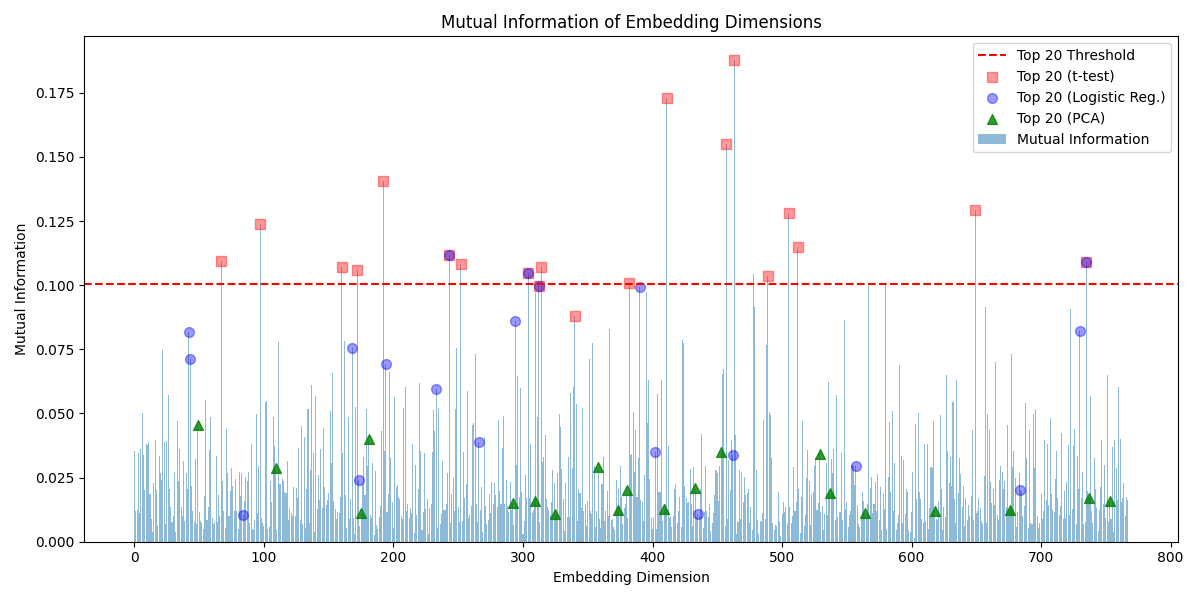 Mutual Information of Embedding Dimensions
Top 20 Threshold
Top 20 (t-test)
Top 20 (Logistic Reg.)
Top 20 (PCA)
Mutual Information
Mutual Information
0.175
0.150
0.125
0.100
0.075
0.050
0.025
0.000
0 100 200 300 400 500 600 700 800
Embedding Dimension